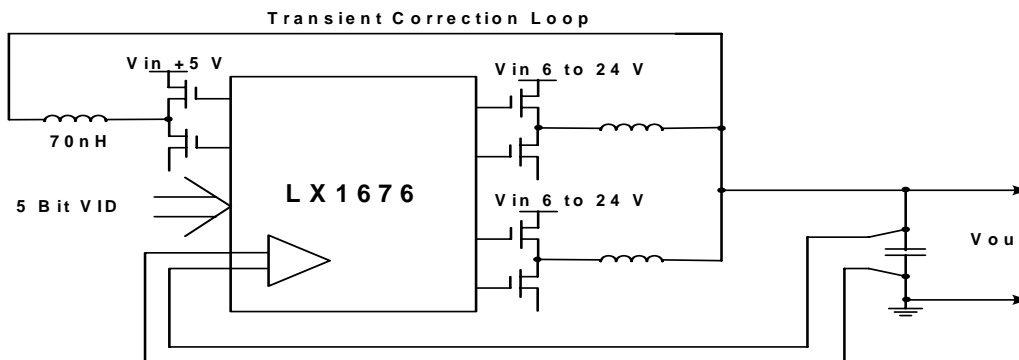 Transient Correction Loop
Vin +5 V
Vin 6 to 24 V
70nH
LX1676
5 Bit VID
Vin 6 to 24 V
Vou